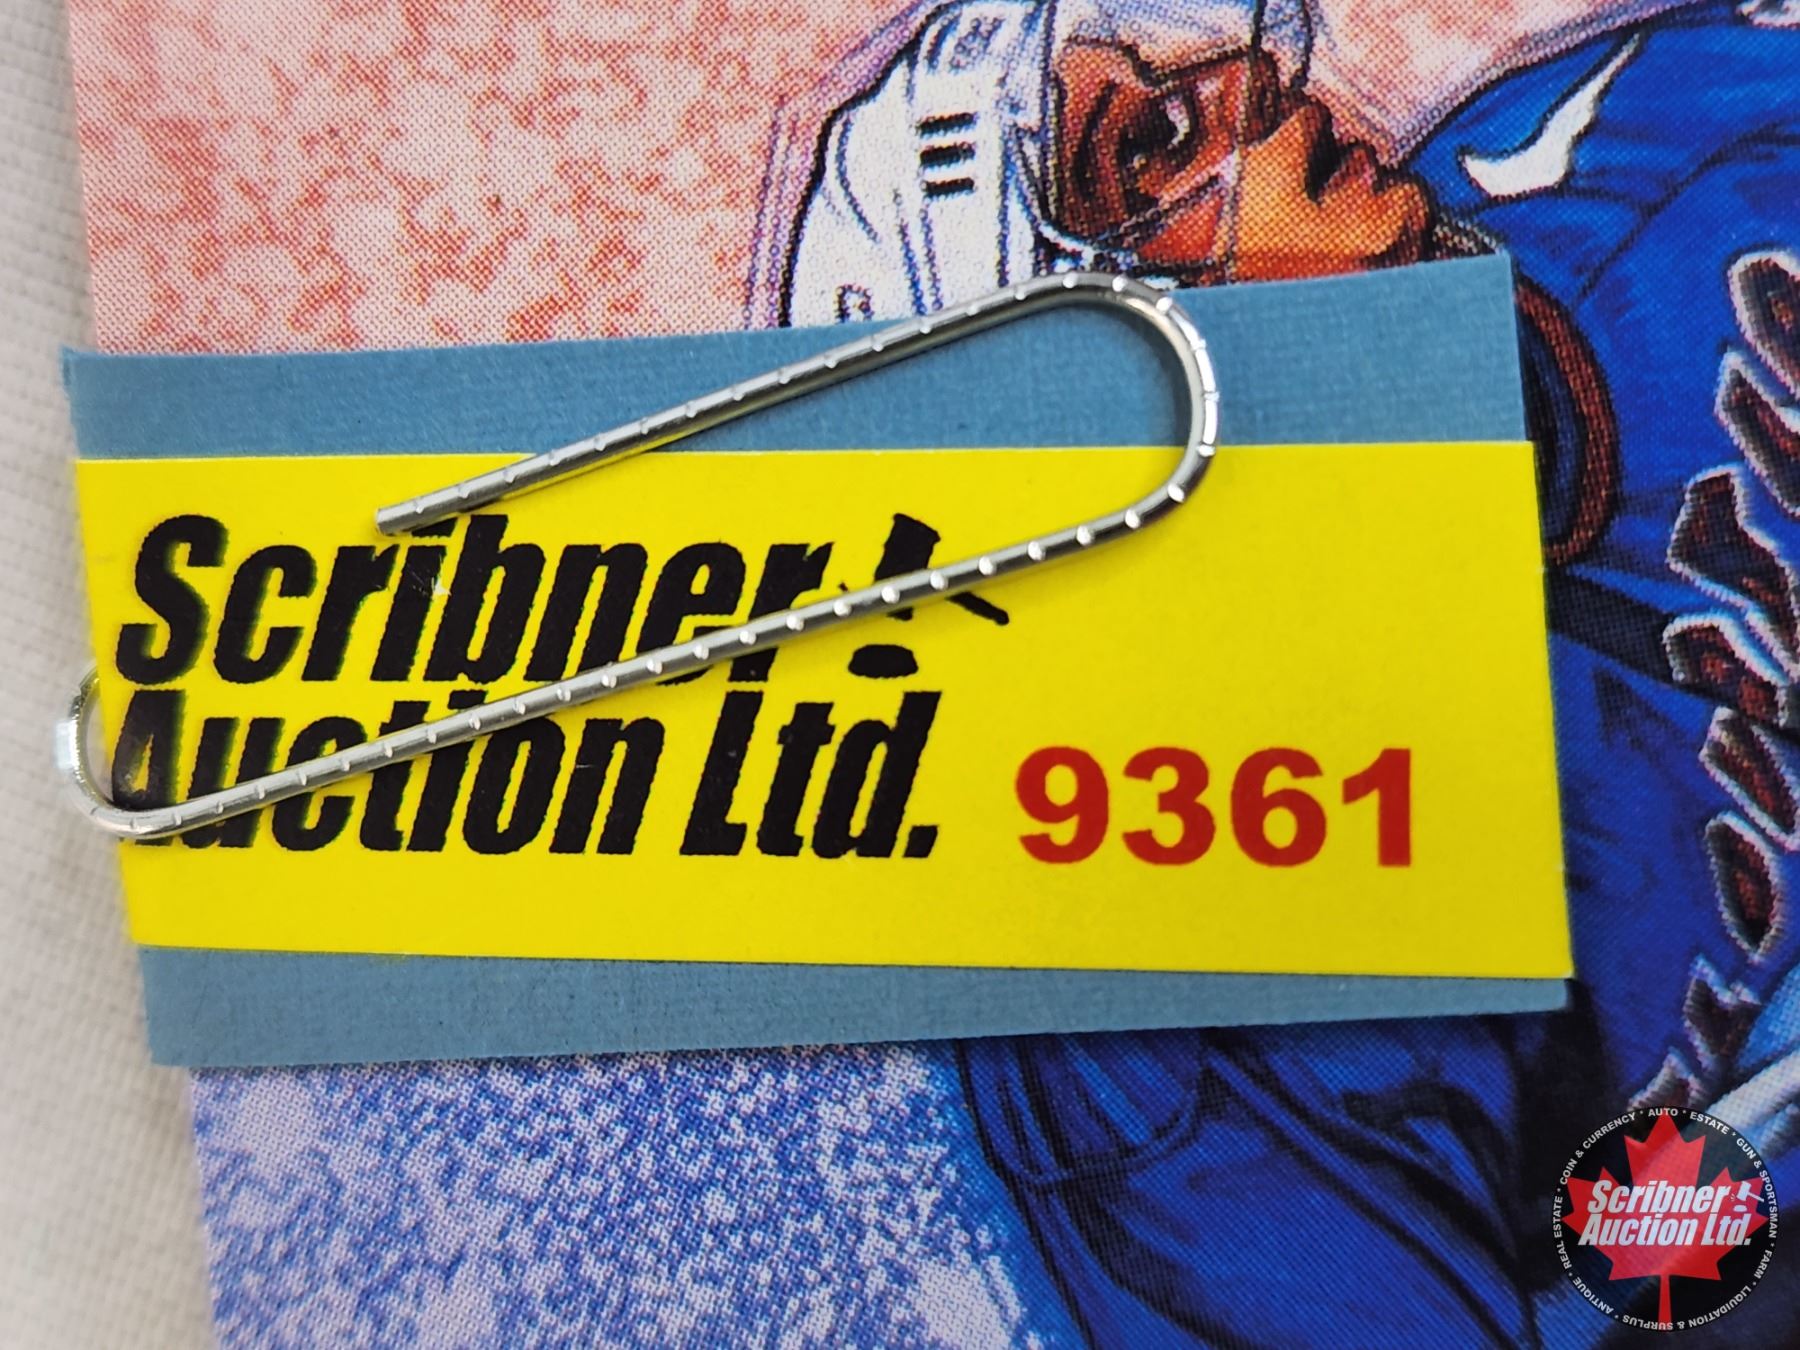 Scribner
Auction Ltd. 9361
COIN & CURRENCY * AUTO * ESTATE * GUN & SPORTSMAN * FARM * LIQUIDATION & SURPLUS * ANTIQUE * REAL ESTATE *
Scribner
Auction Ltd.